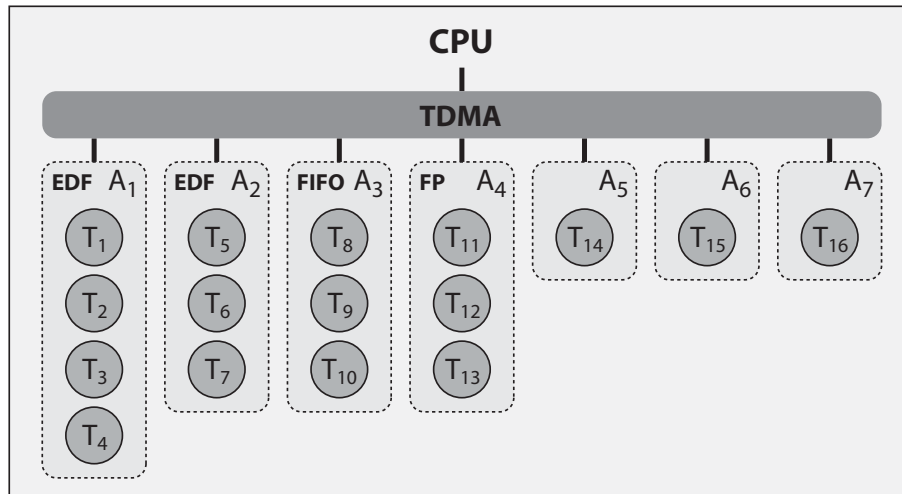 CPU
TDMA
EDF A₁ EDF A₂ FIFO A₃ FP A₄ A₅ A₆ A₇
T₁ T₅ T₈ T₁₁ T₁₄ T₁₅ T₁₆
T₂ T₆ T₉ T₁₂
T₃ T₇ T₁₀ T₁₃
T₄